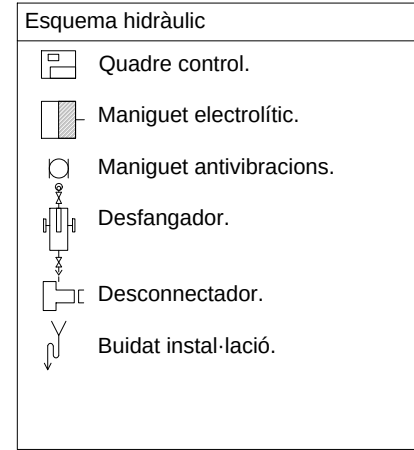 Esquema hidràulic
Quadre control.
Maniguet electrolític.
Maniguet antivibracions.
Desfangador.
Desconnectador.
Buidat instal·lació.